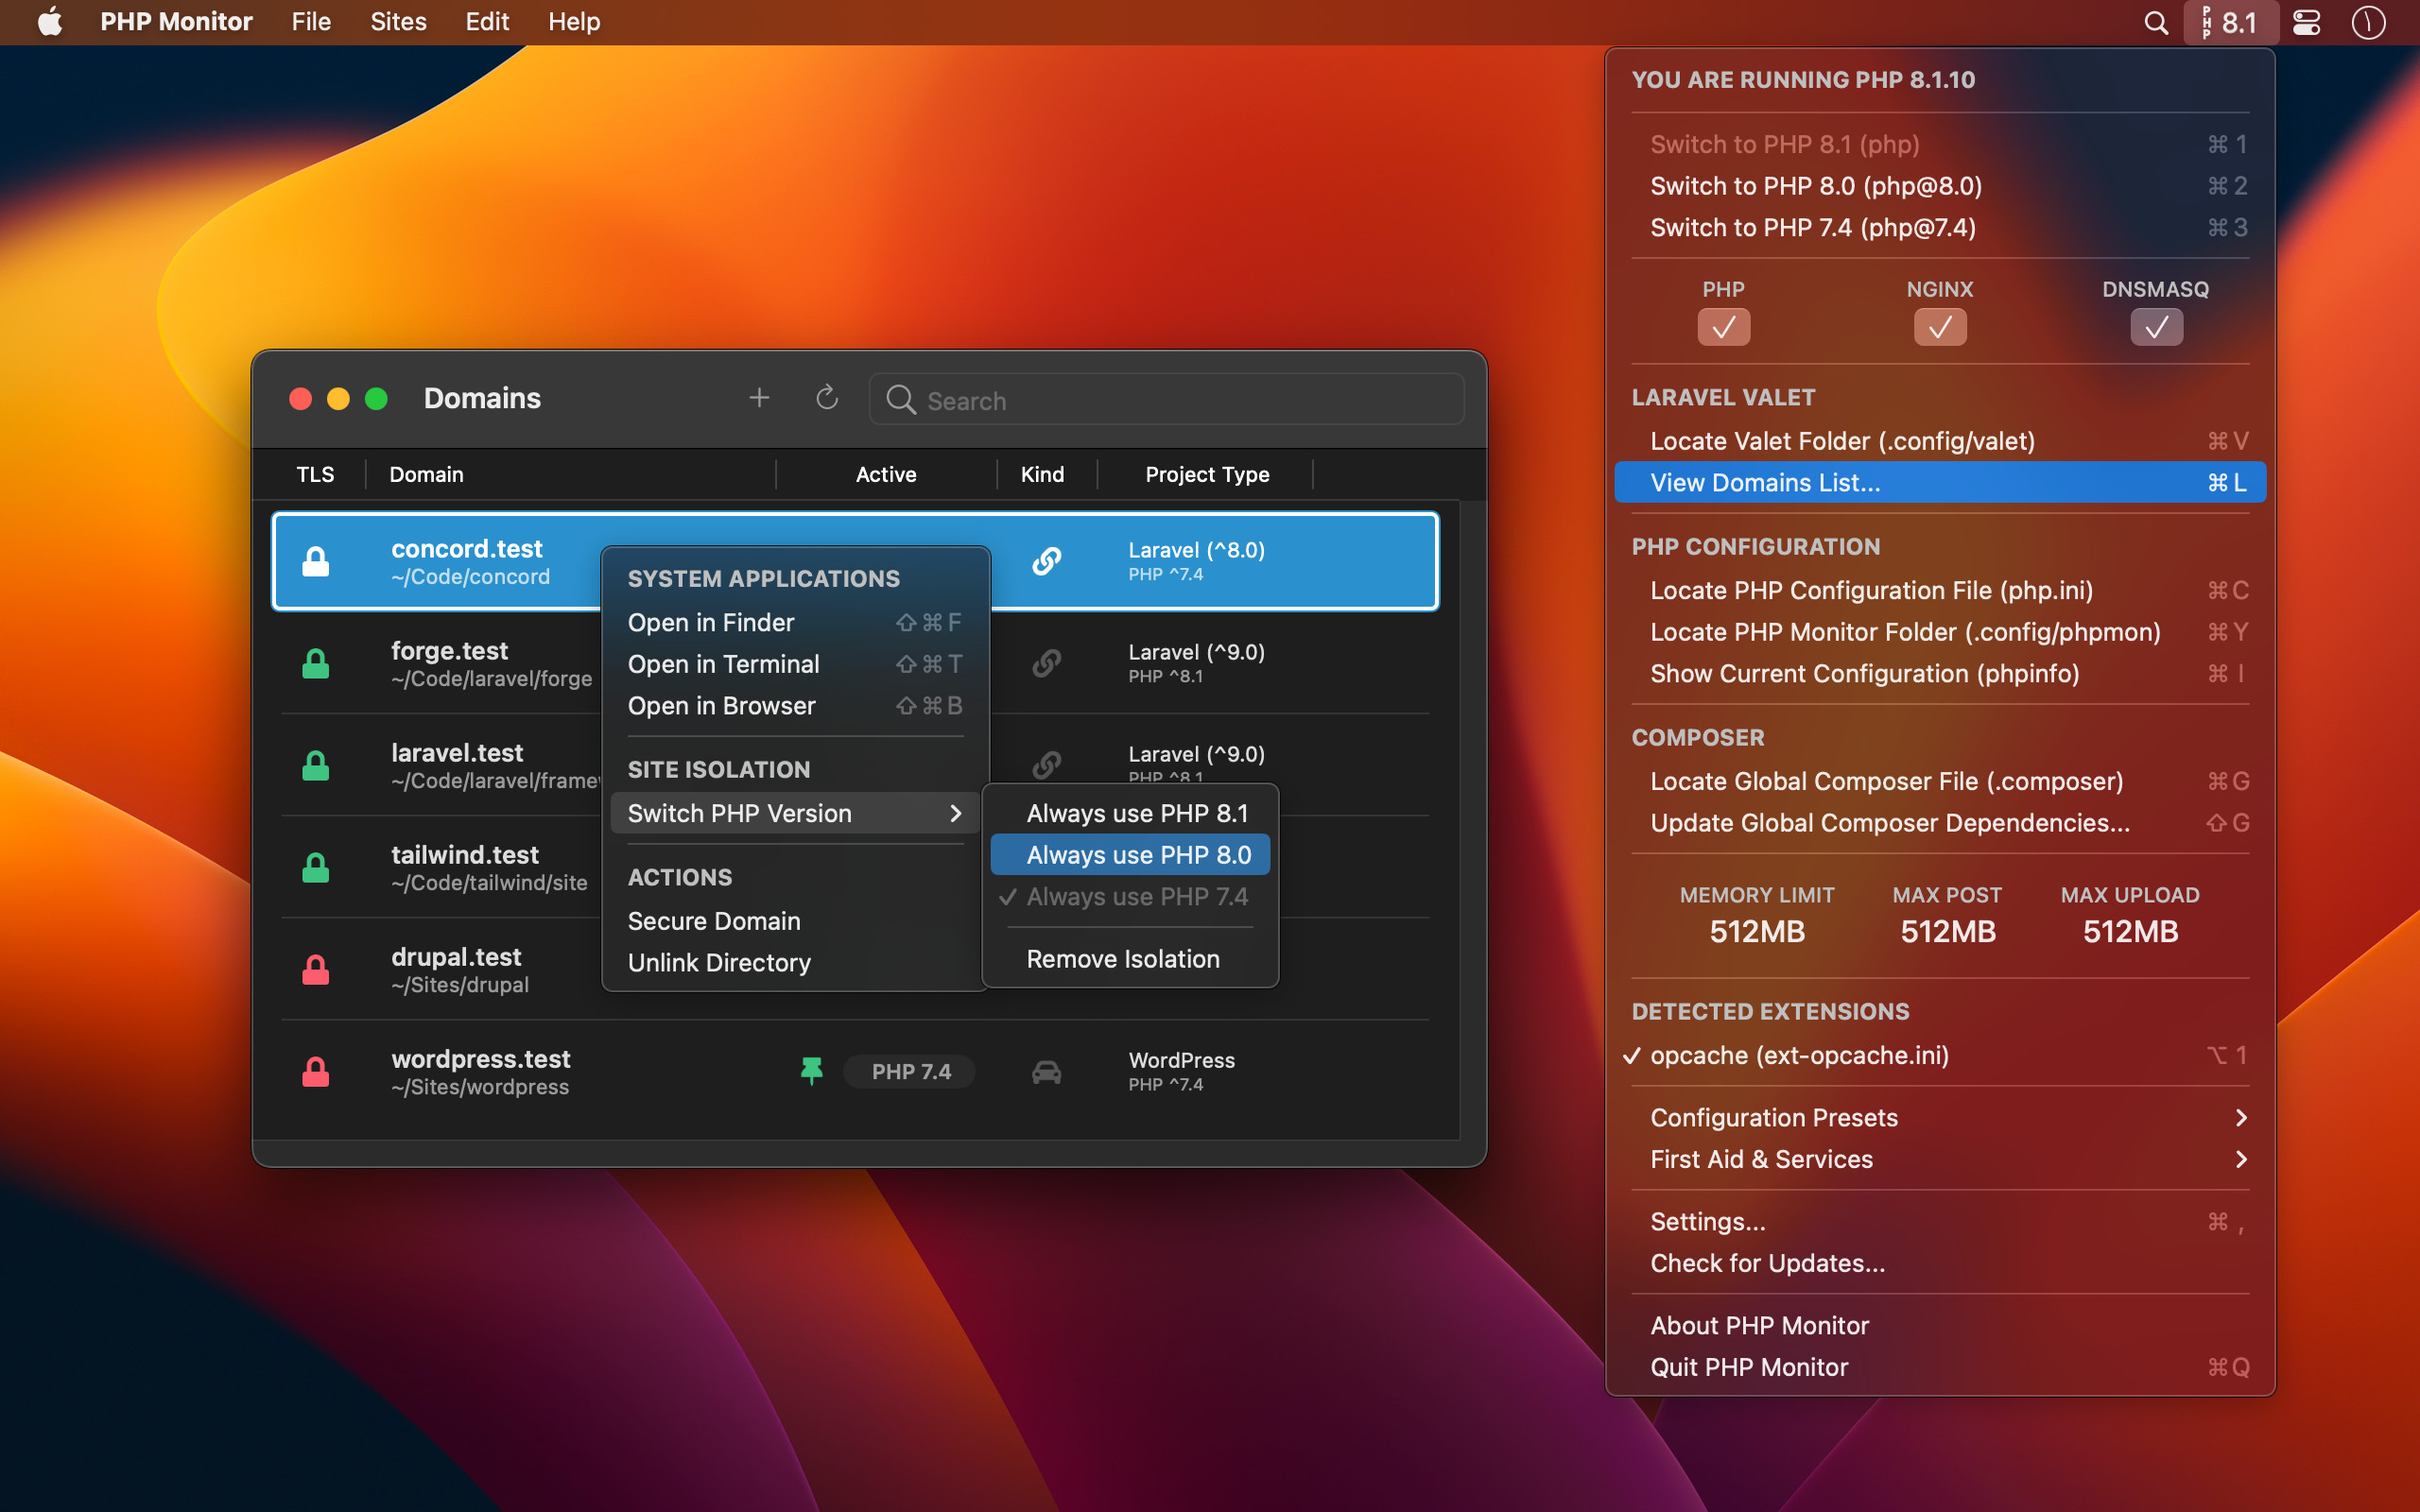 PHP Monitor File Sites Edit Help
PHP 8.1
Domains
Search
TLS Domain Active Kind Project Type
concord.test
~/Code/concord
Laravel (^8.0)
PHP ^7.4
forge.test
~/Code/laravel/forge
Laravel (^9.0)
PHP ^8.1
laravel.test
~/Code/laravel/frame
Laravel (^9.0)
PHP ^8.1
tailwind.test
~/Code/tailwind/site
drupal.test
~/Sites/drupal
wordpress.test
~/Sites/wordpress
PHP 7.4
WordPress
PHP ^7.4
SYSTEM APPLICATIONS
Open in Finder ⇧⌘F
Open in Terminal ⇧⌘T
Open in Browser ⇧⌘B
SITE ISOLATION
Switch PHP Version
ACTIONS
Secure Domain
Unlink Directory
Always use PHP 8.1
Always use PHP 8.0
✓ Always use PHP 7.4
Remove Isolation
YOU ARE RUNNING PHP 8.1.10
Switch to PHP 8.1 (php) ⌘1
Switch to PHP 8.0 (php@8.0) ⌘2
Switch to PHP 7.4 (php@7.4) ⌘3
PHP NGINX DNSMASQ
LARAVEL VALET
Locate Valet Folder (.config/valet) ⌘V
View Domains List... ⌘L
PHP CONFIGURATION
Locate PHP Configuration File (php.ini) ⌘C
Locate PHP Monitor Folder (.config/phpmon) ⌘Y
Show Current Configuration (phpinfo) ⌘I
COMPOSER
Locate Global Composer File (.composer) ⌘G
Update Global Composer Dependencies... ⇧G
MEMORY LIMIT MAX POST MAX UPLOAD
512MB 512MB 512MB
DETECTED EXTENSIONS
✓ opcache (ext-opcache.ini) ⌥1
Configuration Presets
First Aid & Services
Settings... ⌘,
Check for Updates...
About PHP Monitor
Quit PHP Monitor ⌘Q